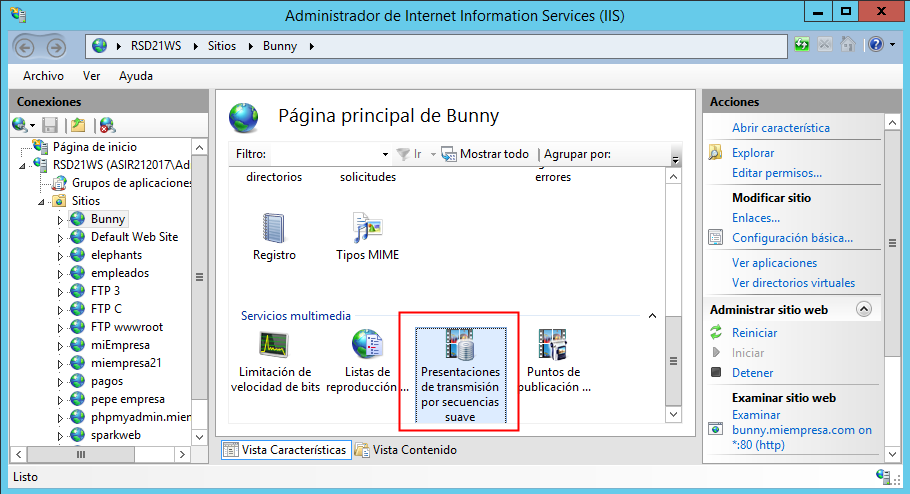 Administrador de Internet Information Services (IIS)
RSD21WS
Sitios
Bunny
Archivo
Ver
Ayuda
Conexiones
Página de inicio
RSD21WS (ASIR212017\Ad
Grupos de aplicaciones
Sitios
Bunny
Default Web Site
elephants
empleados
FTP 3
FTP C
FTP wwwroot
miEmpresa
miempresa21
pagos
pepe empresa
phpmyadmin.mien
sparkweb
Página principal de Bunny
Filtro:
Ir
Mostrar todo
Agrupar por:
directorios
solicitudes
errores
Registro
Tipos MIME
Servicios multimedia
Limitación de
velocidad de bits
Listas de
reproducción ...
Presentaciones
de transmisión
por secuencias
suave
Puntos de
publicación ...
Vista Características
Vista Contenido
Acciones
Abrir característica
Explorar
Editar permisos...
Modificar sitio
Enlaces...
Configuración básica...
Ver aplicaciones
Ver directorios virtuales
Administrar sitio web
Reiniciar
Iniciar
Detener
Examinar sitio web
Examinar
bunny.miempresa.com on
*:80 (http)
Listo